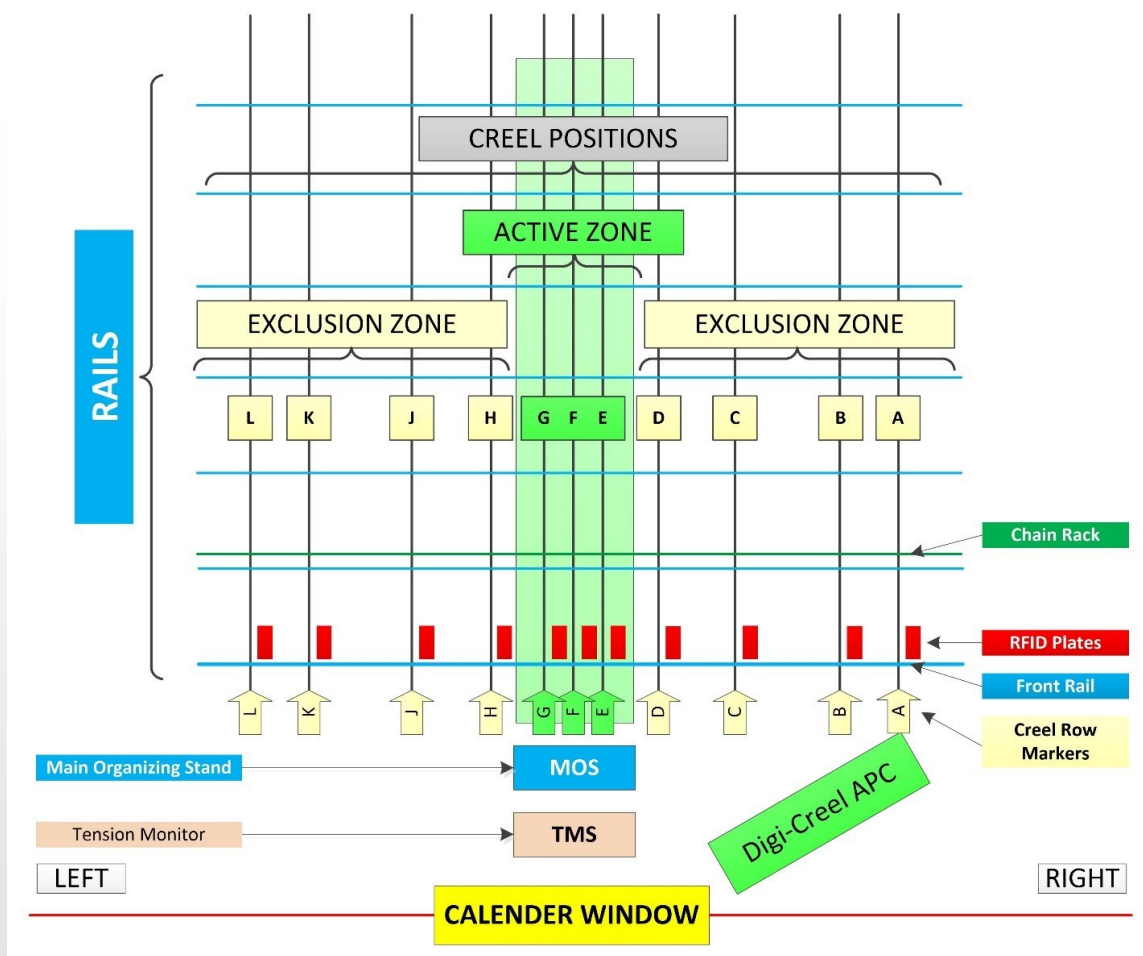 CREEL POSITIONS
ACTIVE ZONE
EXCLUSION ZONE
EXCLUSION ZONE
RAILS
L K J H G F E D C B A
Chain Rack
RFID Plates
Front Rail
Creel Row
Markers
L K J H G F E D C B A
Main Organizing Stand
MOS
Digi-Creel APC
Tension Monitor
TMS
LEFT
RIGHT
CALENDER WINDOW